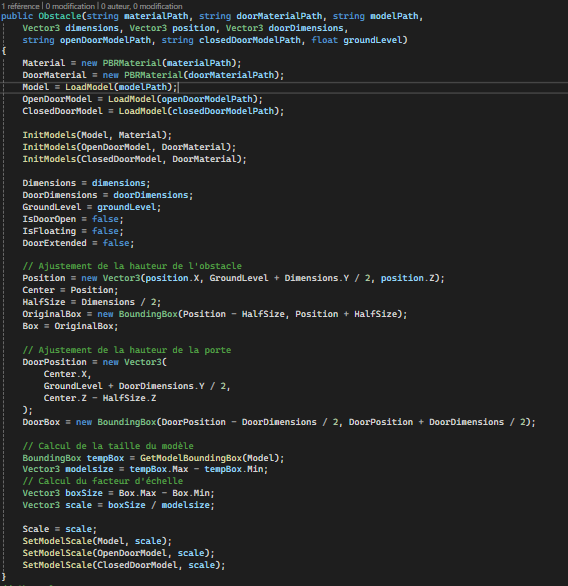 1 référence | 0 modification | 0 auteur, 0 modification
public Obstacle(string materialPath, string doorMaterialPath, string modelPath,
    Vector3 dimensions, Vector3 position, Vector3 doorDimensions,
    string openDoorModelPath, string closedDoorModelPath, float groundLevel)
{
    Material = new PBRMaterial(materialPath);
    DoorMaterial = new PBRMaterial(doorMaterialPath);
    Model = LoadModel(modelPath);
    OpenDoorModel = LoadModel(openDoorModelPath);
    ClosedDoorModel = LoadModel(closedDoorModelPath);

    InitModels(Model, Material);
    InitModels(OpenDoorModel, DoorMaterial);
    InitModels(ClosedDoorModel, DoorMaterial);

    Dimensions = dimensions;
    DoorDimensions = doorDimensions;
    GroundLevel = groundLevel;
    IsDoorOpen = false;
    IsFloating = false;
    DoorExtended = false;

    // Ajustement de la hauteur de l'obstacle
    Position = new Vector3(position.X, GroundLevel + Dimensions.Y / 2, position.Z);
    Center = Position;
    HalfSize = Dimensions / 2;
    OriginalBox = new BoundingBox(Position - HalfSize, Position + HalfSize);
    Box = OriginalBox;

    // Ajustement de la hauteur de la porte
    DoorPosition = new Vector3(
        Center.X,
        GroundLevel + DoorDimensions.Y / 2,
        Center.Z - HalfSize.Z
    );
    DoorBox = new BoundingBox(DoorPosition - DoorDimensions / 2, DoorPosition + DoorDimensions / 2);

    // Calcul de la taille du modèle
    BoundingBox tempBox = GetModelBoundingBox(Model);
    Vector3 modelsize = tempBox.Max - tempBox.Min;
    // Calcul du facteur d'échelle
    Vector3 boxSize = Box.Max - Box.Min;
    Vector3 scale = boxSize / modelsize;

    Scale = scale;
    SetModelScale(Model, scale);
    SetModelScale(OpenDoorModel, scale);
    SetModelScale(ClosedDoorModel, scale);
}